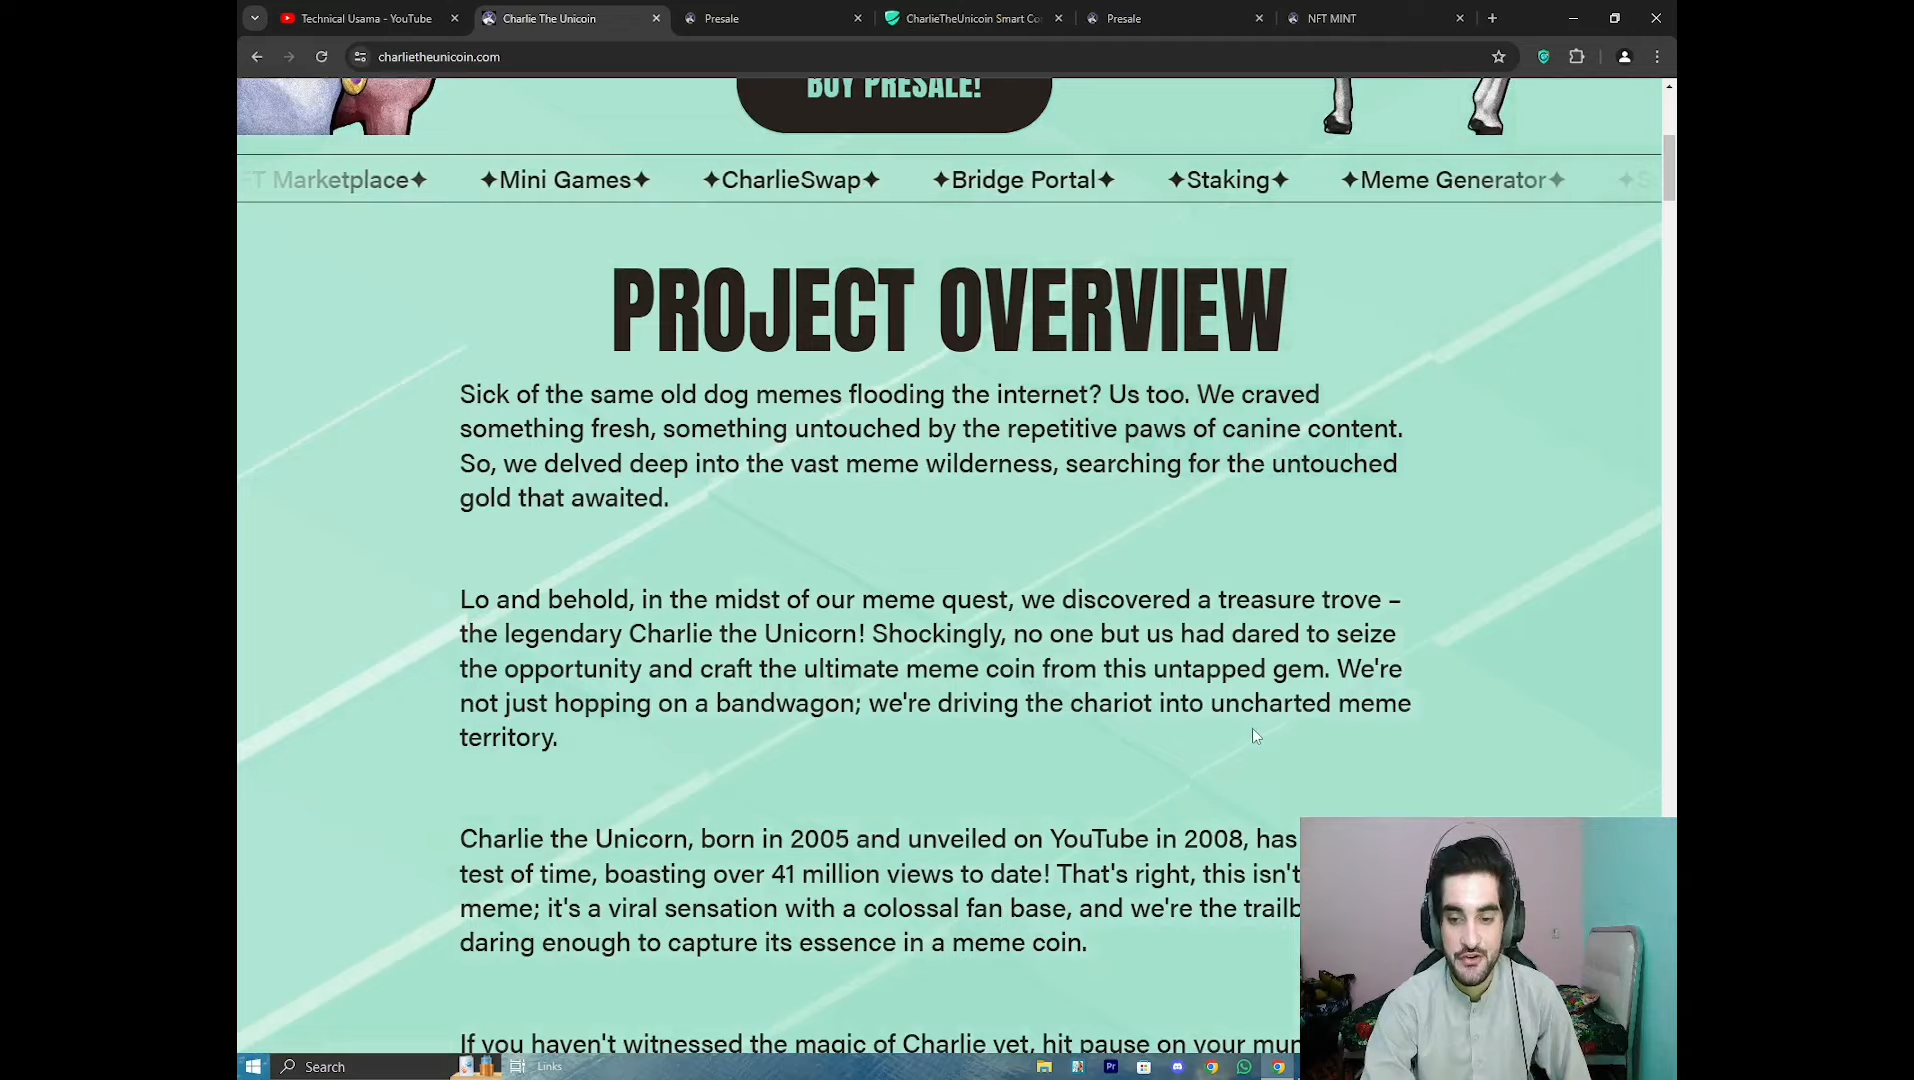 Technical Usama - YouTube
Charlie The Unicoin
Presale
CharlieTheUnicoin Smart Co
Presale
NFT MINT
charlietheunicoin.com
BUY PRESALE!
FT Marketplace✦ ✦Mini Games✦ ✦CharlieSwap✦ ✦Bridge Portal✦ ✦Staking✦ ✦Meme Generator✦
PROJECT OVERVIEW
Sick of the same old dog memes flooding the internet? Us too. We craved
something fresh, something untouched by the repetitive paws of canine content.
So, we delved deep into the vast meme wilderness, searching for the untouched
gold that awaited.
Lo and behold, in the midst of our meme quest, we discovered a treasure trove –
the legendary Charlie the Unicorn! Shockingly, no one but us had dared to seize
the opportunity and craft the ultimate meme coin from this untapped gem. We're
not just hopping on a bandwagon; we're driving the chariot into uncharted meme
territory.
Charlie the Unicorn, born in 2005 and unveiled on YouTube in 2008, has
test of time, boasting over 41 million views to date! That's right, this isn't
meme; it's a viral sensation with a colossal fan base, and we're the trailb
daring enough to capture its essence in a meme coin.
If you haven't witnessed the magic of Charlie yet, hit pause on your mun
Search
Links
Pr